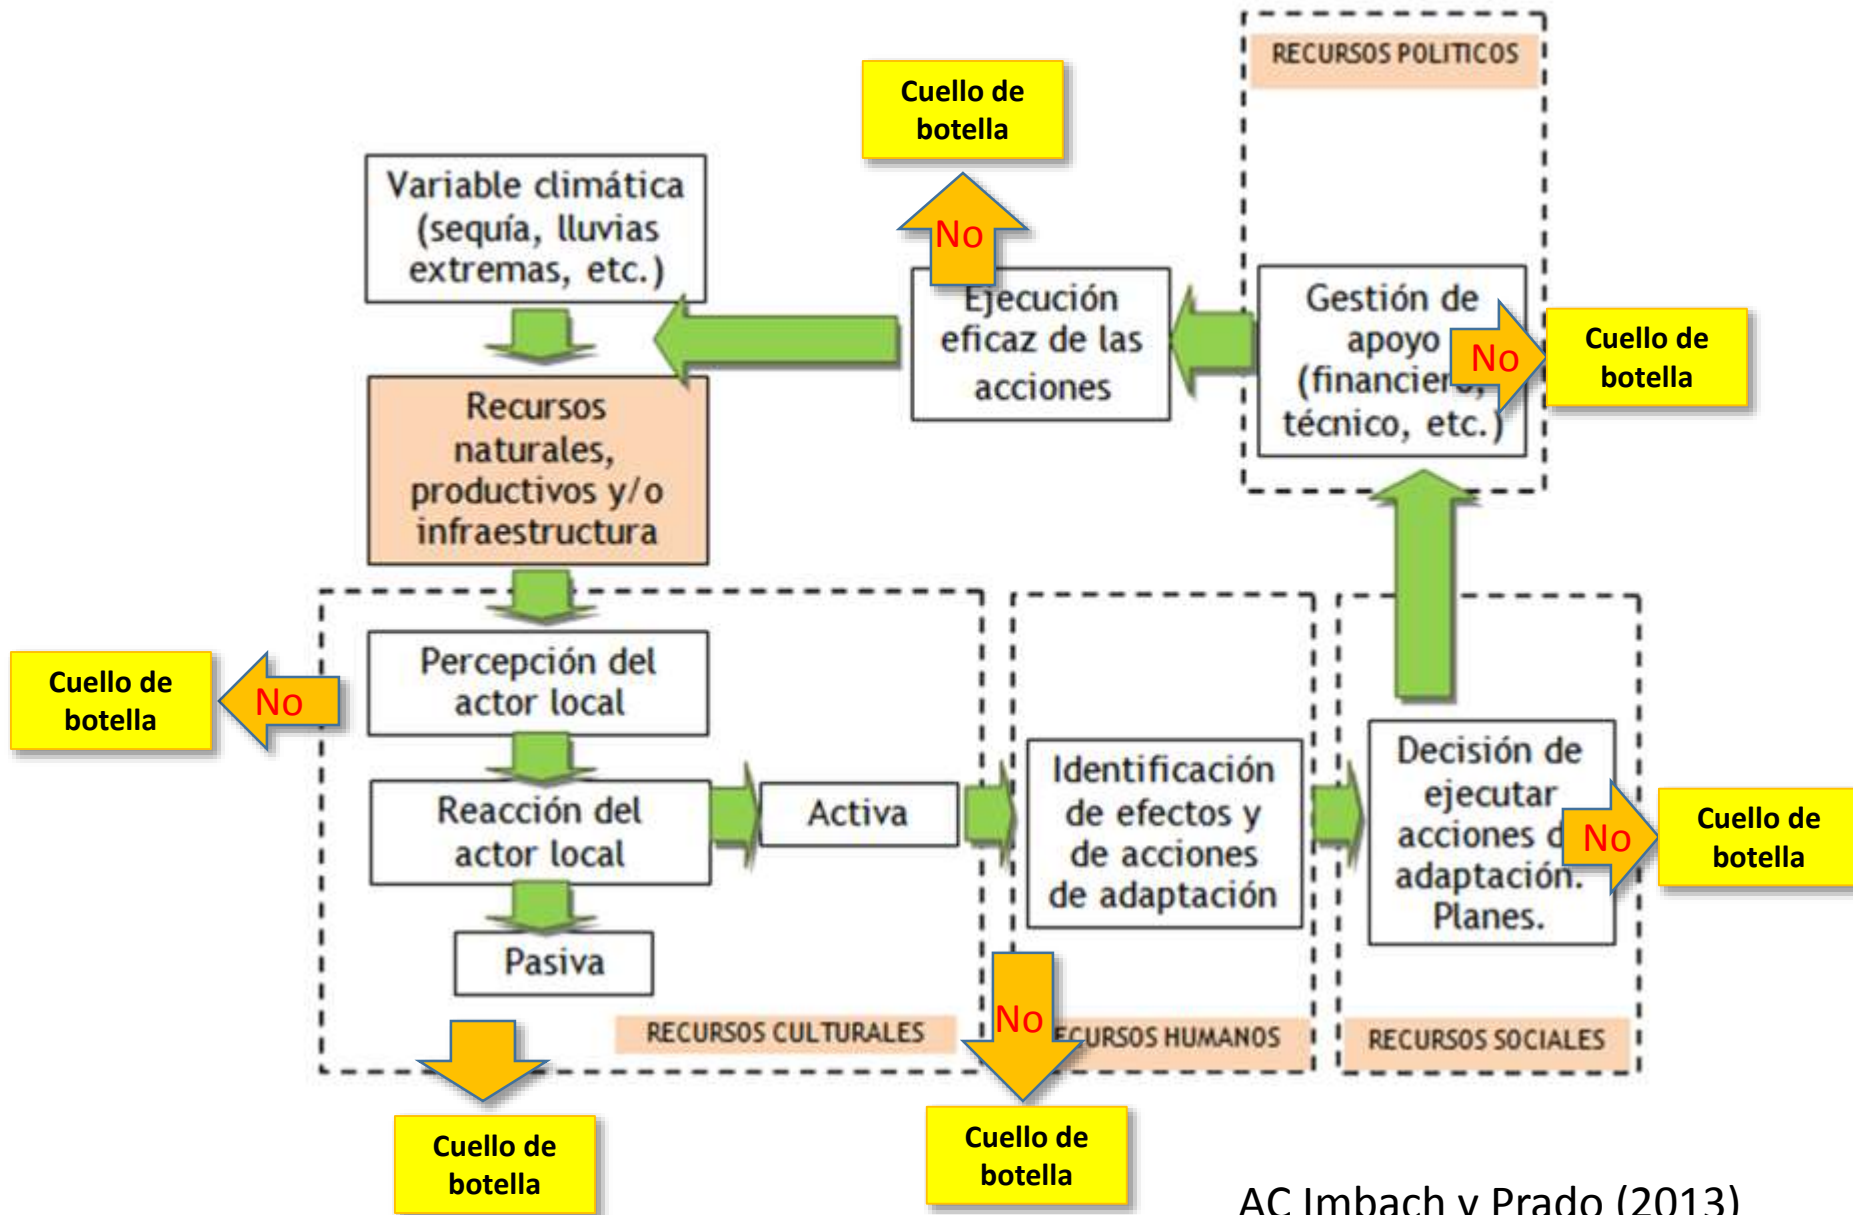 RECURSOS POLITICOS
Cuello de
botella
Variable climática
(sequía, lluvias
extremas, etc.)
No
Ejecución
eficaz de las
acciones
Gestión de
apoyo
(financiero,
técnico, etc.)
No
Cuello de
botella
Recursos
naturales,
productivos y/o
infraestructura
Cuello de
botella
No
Percepción del
actor local
Reacción del
actor local
Activa
Pasiva
RECURSOS CULTURALES
Identificación
de efectos y
de acciones
de adaptación
No
ECURSOS HUMANOS
Decisión de
ejecutar
acciones d
adaptación.
Planes.
No
Cuello de
botella
RECURSOS SOCIALES
Cuello de
botella
Cuello de
botella
AC Imbach y Prado (2013)